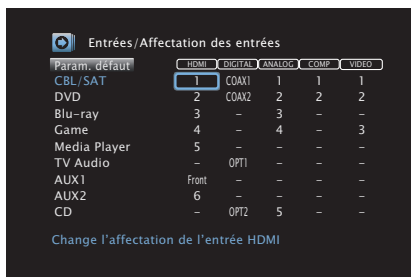 Entrées/Affectation des entrées
Param. défaut HDMI DIGITAL ANALOG COMP VIDEO
CBL/SAT 1 COAX1 1 1 1
DVD 2 COAX2 2 2 2
Blu-ray 3 – 3 – –
Game 4 – 4 – 3
Media Player 5 – – – –
TV Audio – OPT1 – – –
AUX1 Front – – – –
AUX2 6 – – – –
CD – OPT2 5 – –
Change l'affectation de l'entrée HDMI